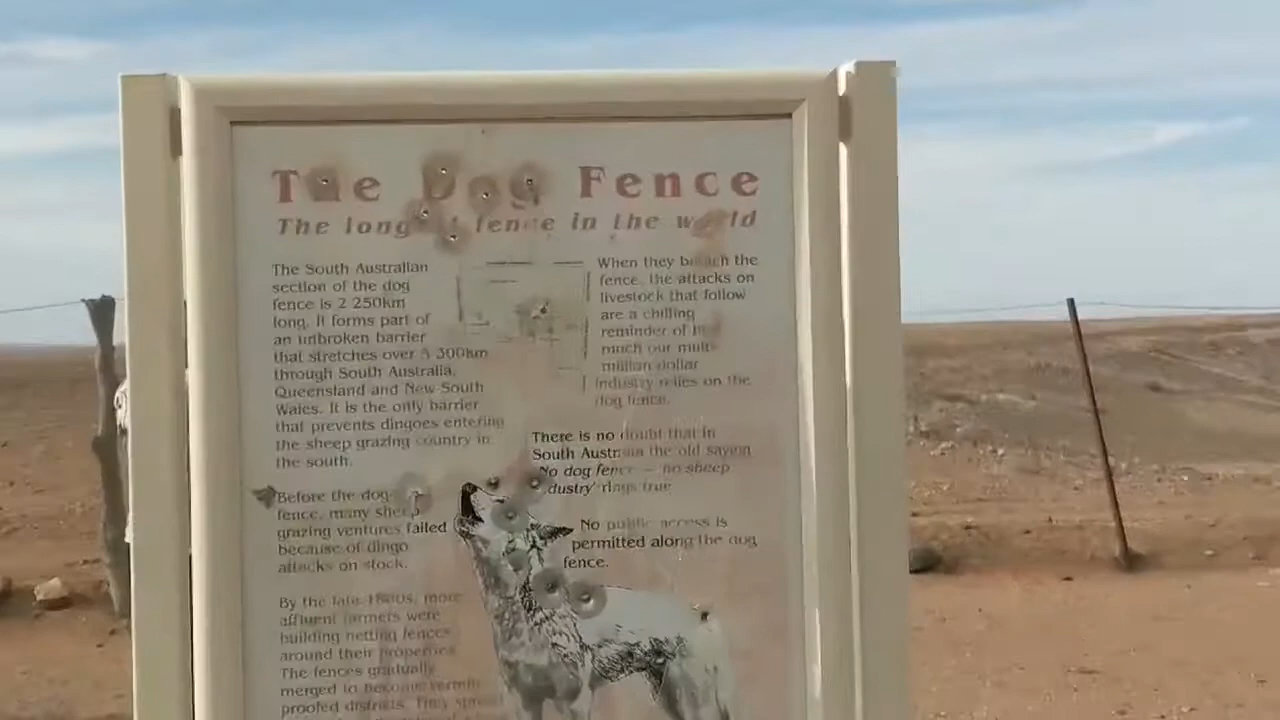 The Dog Fence
The longest fence in the world
The South Australian
section of the dog
fence is 2 250km
long. It forms part of
an unbroken barrier
that stretches over 5 300km
through South Australia,
Queensland and New South
Wales. It is the only barrier
that prevents dingoes entering
the sheep grazing country in
the south.
Before the dog
fence, many sheep
grazing ventures failed
because of dingo
attacks on stock.
By the late 1800s, more
affluent farmers were
building netting fences
around their properties.
The fences gradually
merged to become vermin
proofed districts. They spread
When they breach the
fence, the attacks on
livestock that follow
are a chilling
reminder of how
much our multi
million dollar
industry relies on the
dog fence.
There is no doubt that in
South Australia the old saying
'No dog fence – no sheep
industry' rings true.
No public access is
permitted along the dog
fence.